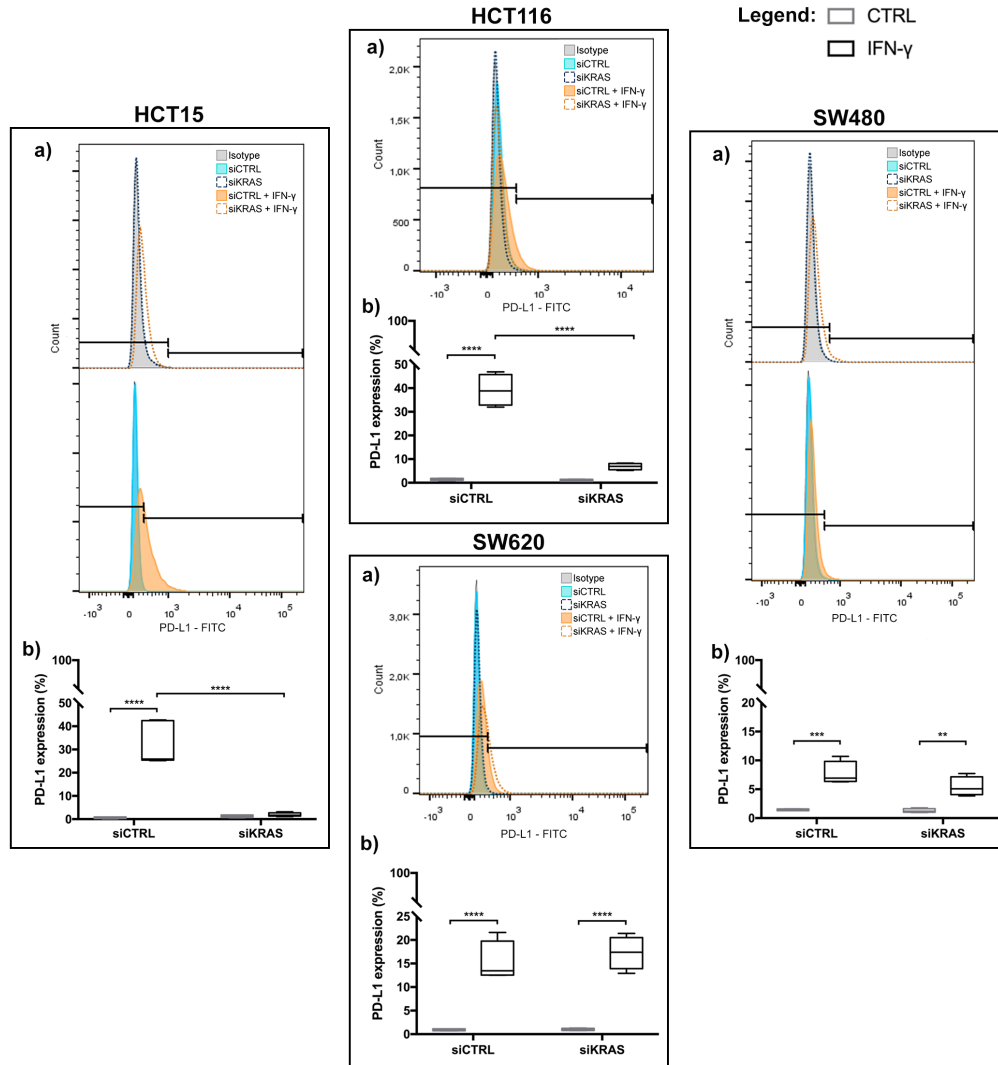 Legend: CTRL
IFN-γ
HCT15
a)
Isotype
siCTRL
siKRAS
siCTRL + IFN-γ
siKRAS + IFN-γ
Count
Count
0 10³ 10⁴ 10⁵
-10³
PD-L1 - FITC
b)
PD-L1 expression (%)
100
50
40
30
20
10
0
****
****
siCTRL siKRAS
HCT116
a)
Isotype
siCTRL
siKRAS
siCTRL + IFN-γ
siKRAS + IFN-γ
Count
2,0K
1,5K
1,0K
500
0
-10³ 0 10³ 10⁴
PD-L1 - FITC
b)
PD-L1 expression (%)
100
50
40
30
20
10
0
****
****
siCTRL siKRAS
SW620
a)
Isotype
siCTRL
siKRAS
siCTRL + IFN-γ
siKRAS + IFN-γ
Count
3,0K
2,0K
1,0K
0
-10³ 0 10³ 10⁴ 10⁵
PD-L1 - FITC
b)
PD-L1 expression (%)
100
25
20
15
10
5
0
****
****
siCTRL siKRAS
SW480
a)
Isotype
siCTRL
siKRAS
siCTRL + IFN-γ
siKRAS + IFN-γ
Count
Count
-10³ 0 10³ 10⁴ 10⁵
PD-L1 - FITC
b)
PD-L1 expression (%)
100
20
15
10
5
0
***
**
siCTRL siKRAS